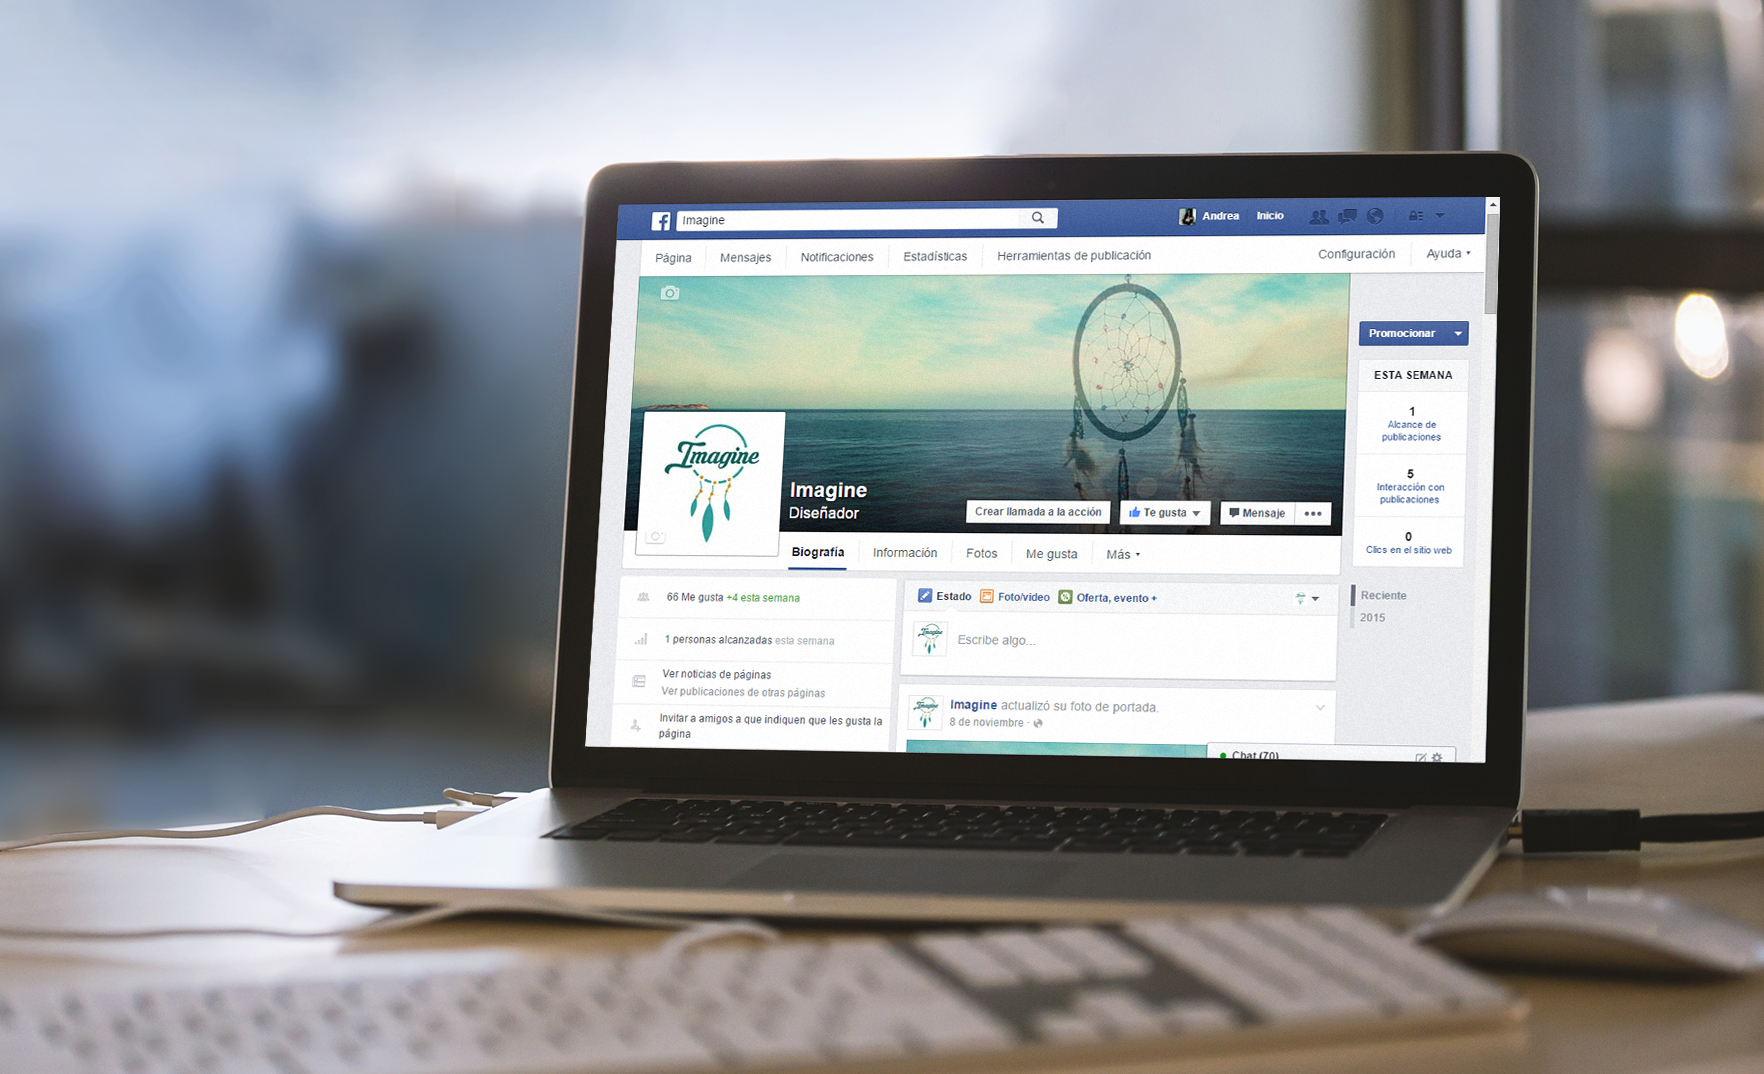 Imagine
Andrea
Inicio
Página
Mensajes
Notificaciones
Estadísticas
Herramientas de publicación
Configuración
Ayuda
Promocionar
ESTA SEMANA
1
Alcance de
publicaciones
5
Interacción con
publicaciones
0
Clics en el sitio web
Imagine
Imagine
Diseñador
Crear llamada a la acción
Te gusta
Mensaje
Biografía
Información
Fotos
Me gusta
Más
66 Me gusta +4 esta semana
1 personas alcanzadas esta semana
Ver noticias de páginas
Ver publicaciones de otras páginas
Invitar a amigos a que indiquen que les gusta la
página
Estado
Foto/video
Oferta, evento +
Imagine
Escribe algo...
Imagine
Imagine actualizó su foto de portada.
8 de noviembre ·
Chat (70)
Reciente
2015